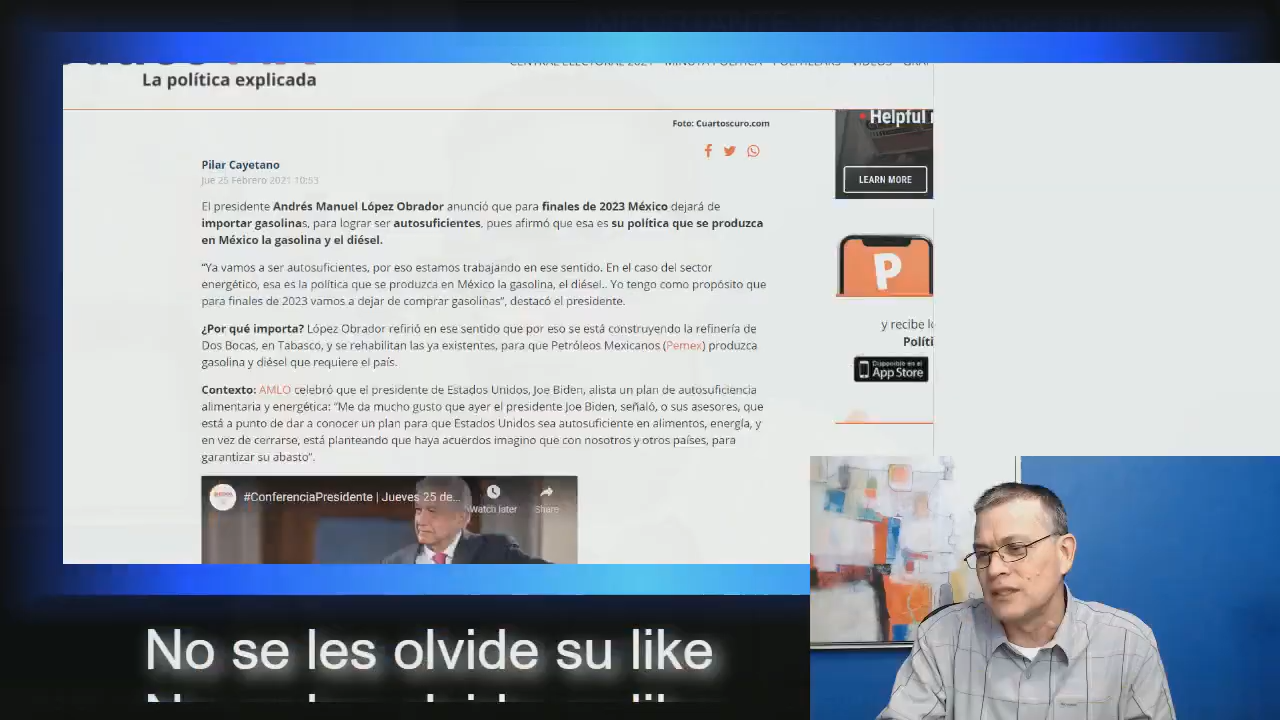 La política explicada
Foto: Cuartoscuro.com
Helpful
LEARN MORE
Pilar Cayetano
Jue 25 Febrero 2021 10:53
El presidente Andrés Manuel López Obrador anunció que para finales de 2023 México dejará de
importar gasolinas, para lograr ser autosuficientes, pues afirmó que esa es su política que se produzca
en México la gasolina y el diésel.
“Ya vamos a ser autosuficientes, por eso estamos trabajando en ese sentido. En el caso del sector
energético, esa es la política que se produzca en México la gasolina, el diésel.. Yo tengo como propósito que
para finales de 2023 vamos a dejar de comprar gasolinas”, destacó el presidente.
¿Por qué importa? López Obrador refirió en ese sentido que por eso se está construyendo la refinería de
Dos Bocas, en Tabasco, y se rehabilitan las ya existentes, para que Petróleos Mexicanos (Pemex) produzca
gasolina y diésel que requiere el país.
Contexto: AMLO celebró que el presidente de Estados Unidos, Joe Biden, alista un plan de autosuficiencia
alimentaria y energética: “Me da mucho gusto que ayer el presidente Joe Biden, señaló, o sus asesores, que
está a punto de dar a conocer un plan para que Estados Unidos sea autosuficiente en alimentos, energía, y
en vez de cerrarse, está planteando que haya acuerdos imagino que con nosotros y otros países, para
garantizar su abasto”.
P
y recibe
Políti
Disponible en el
App Store
#ConferenciaPresidente | Jueves 25 de...
Watch later
Share
No se les olvide su like